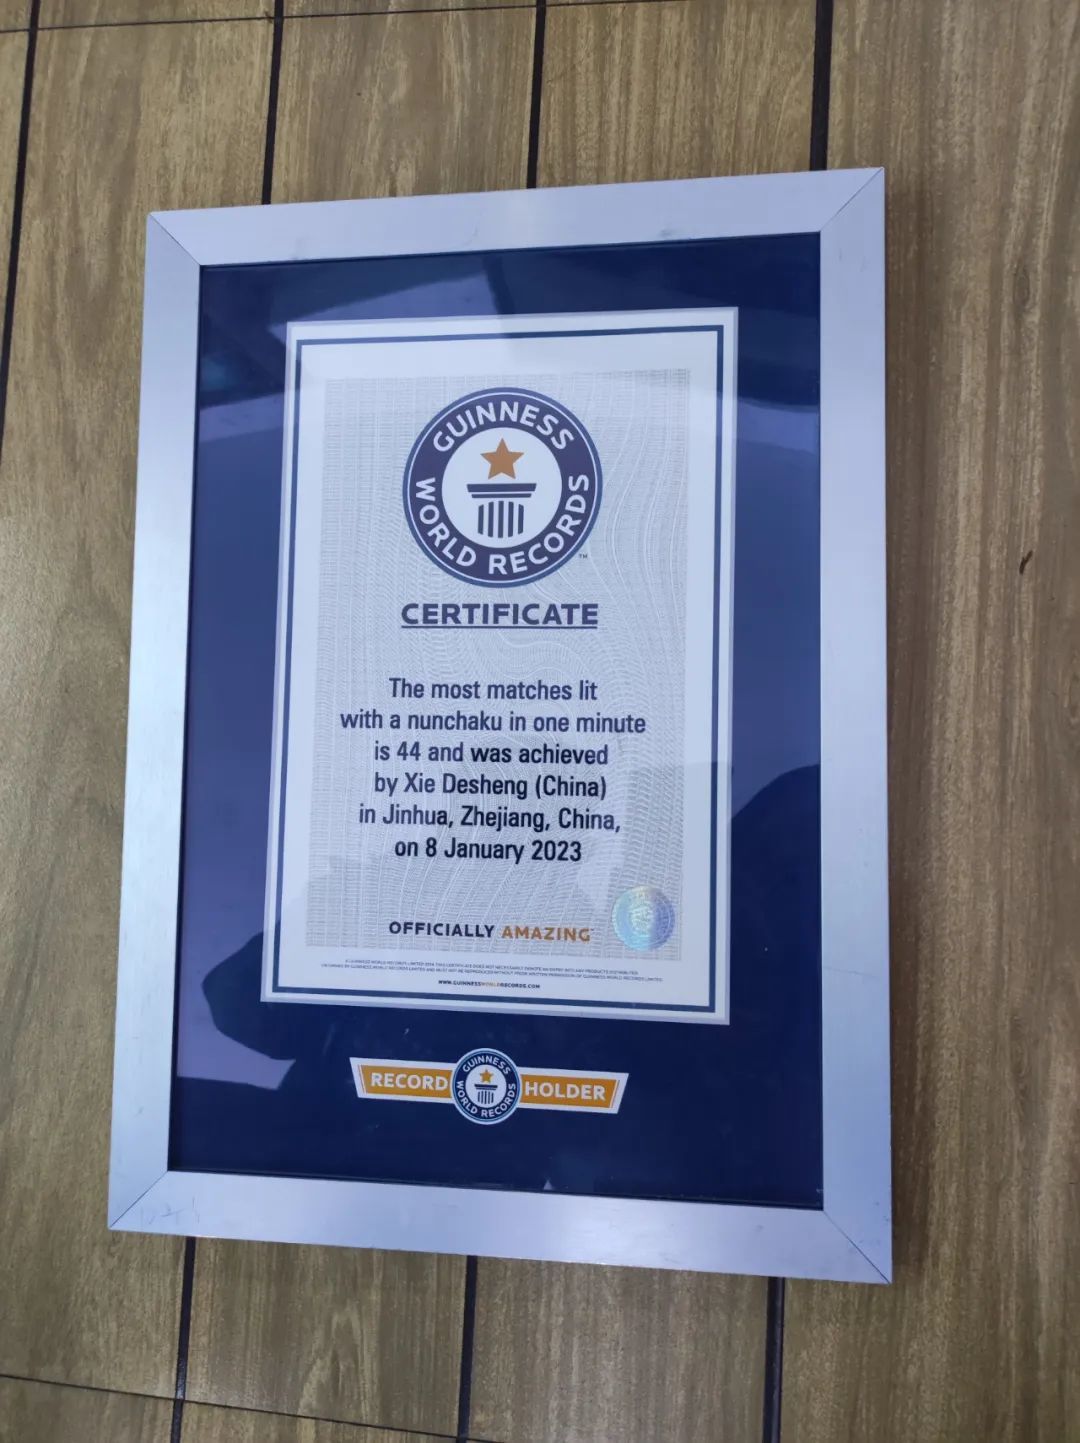 GUINNESS
WORLD RECORDS
™
CERTIFICATE
The most matches lit
with a nunchaku in one minute
is 44 and was achieved
by Xie Desheng (China)
in Jinhua, Zhejiang, China,
on 8 January 2023
OFFICIALLY AMAZING
WWW.GUINNESSWORLDRECORDS.COM
RECORD HOLDER
GUINNESS
WORLD RECORDS